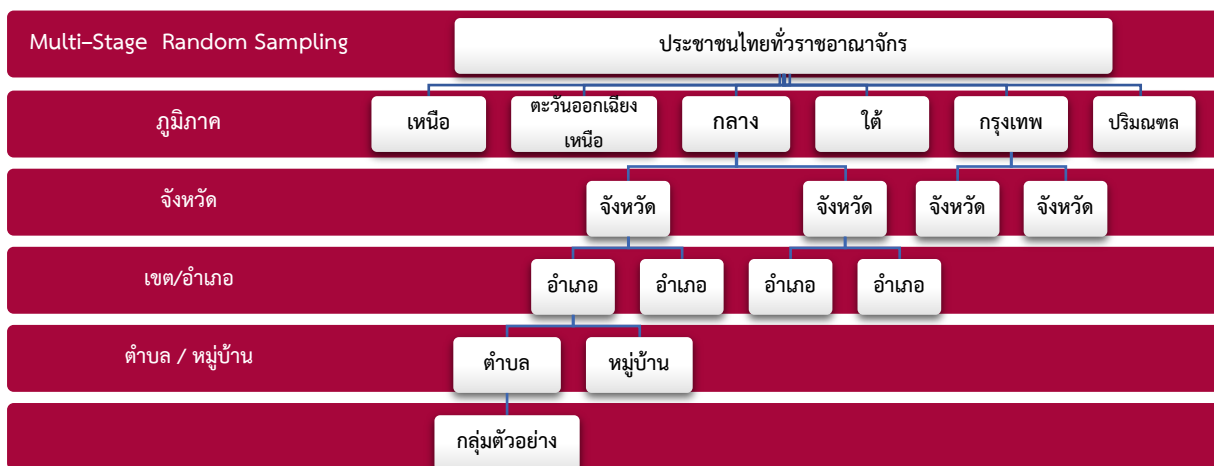 Multi–Stage Random Sampling
ประชาชนไทยทั่วราชอาณาจักร
ภูมิภาค
เหนือ
ตะวันออกเฉียง
เหนือ
กลาง
ใต้
กรุงเทพ
ปริมณฑล
จังหวัด
จังหวัด
จังหวัด
จังหวัด
จังหวัด
เขต/อำเภอ
อำเภอ
อำเภอ
อำเภอ
อำเภอ
ตำบล / หมู่บ้าน
ตำบล
หมู่บ้าน
กลุ่มตัวอย่าง